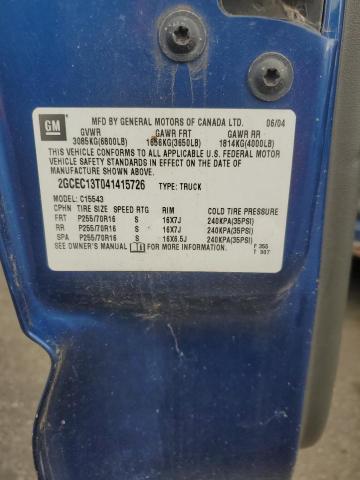 GM
MFD BY GENERAL MOTORS OF CANADA LTD. 06/04
GVWR GAWR FRT GAWR RR
3085KG(6800LB) 1656KG(3650LB) 1814KG(4000LB)
THIS VEHICLE CONFORMS TO ALL APPLICABLE U.S. FEDERAL MOTOR
VEHICLE SAFETY STANDARDS IN EFFECT ON THE DATE OF
MANUFACTURE SHOWN ABOVE.
2GCEC13T041415726 TYPE: TRUCK
MODEL: C15543
CPHN TIRE SIZE SPEED RTG RIM COLD TIRE PRESSURE
FRT P255/70R16 S 16X7J 240KPA(35PSI)
RR P255/70R16 S 16X7J 240KPA(35PSI)
SPA P255/70R16 S 16X6.5J 240KPA(35PSI)
SEE OWNER'S MANUAL FOR MORE INFORMATION. F 355
T 307